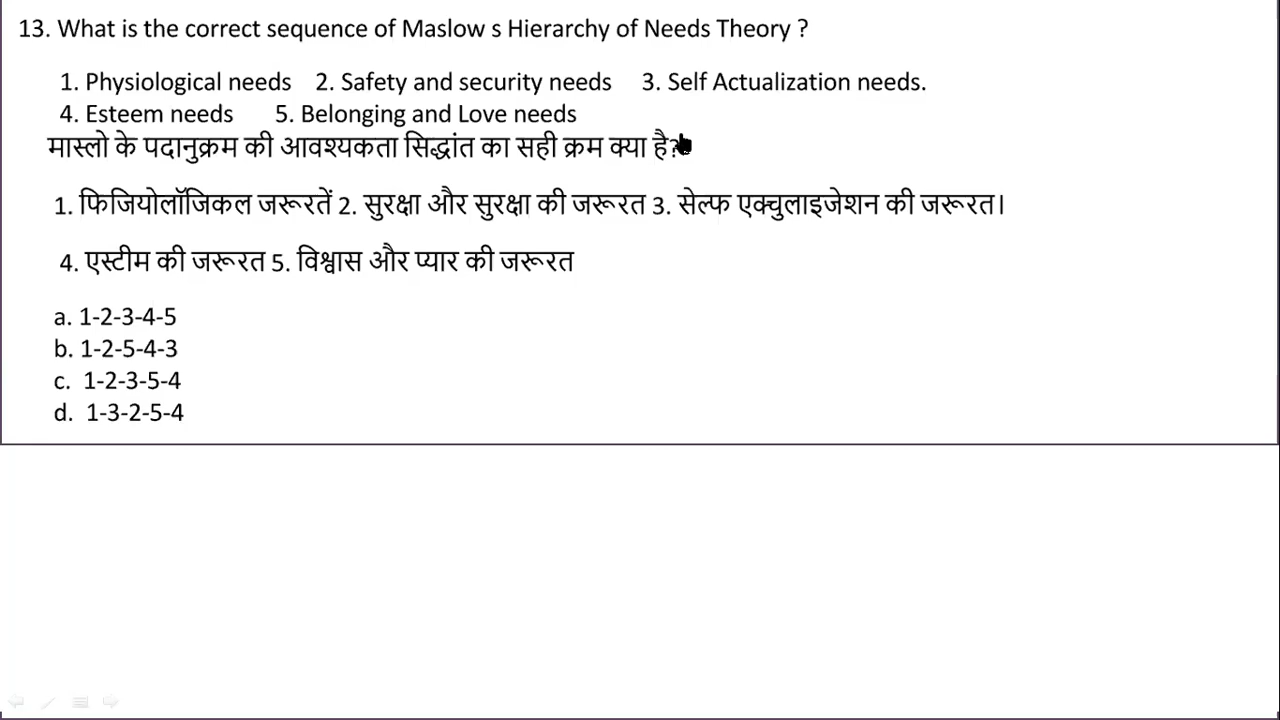 13. What is the correct sequence of Maslow s Hierarchy of Needs Theory ?
1. Physiological needs 2. Safety and security needs 3. Self Actualization needs.
4. Esteem needs 5. Belonging and Love needs
मास्लो के पदानुक्रम की आवश्यकता सिद्धांत का सही क्रम क्या है?
1. फिजियोलॉजिकल जरूरतें 2. सुरक्षा और सुरक्षा की जरूरत 3. सेल्फ एक्चुलाइजेशन की जरूरत।
4. एस्टीम की जरूरत 5. विश्वास और प्यार की जरूरत
a. 1-2-3-4-5
b. 1-2-5-4-3
c. 1-2-3-5-4
d. 1-3-2-5-4